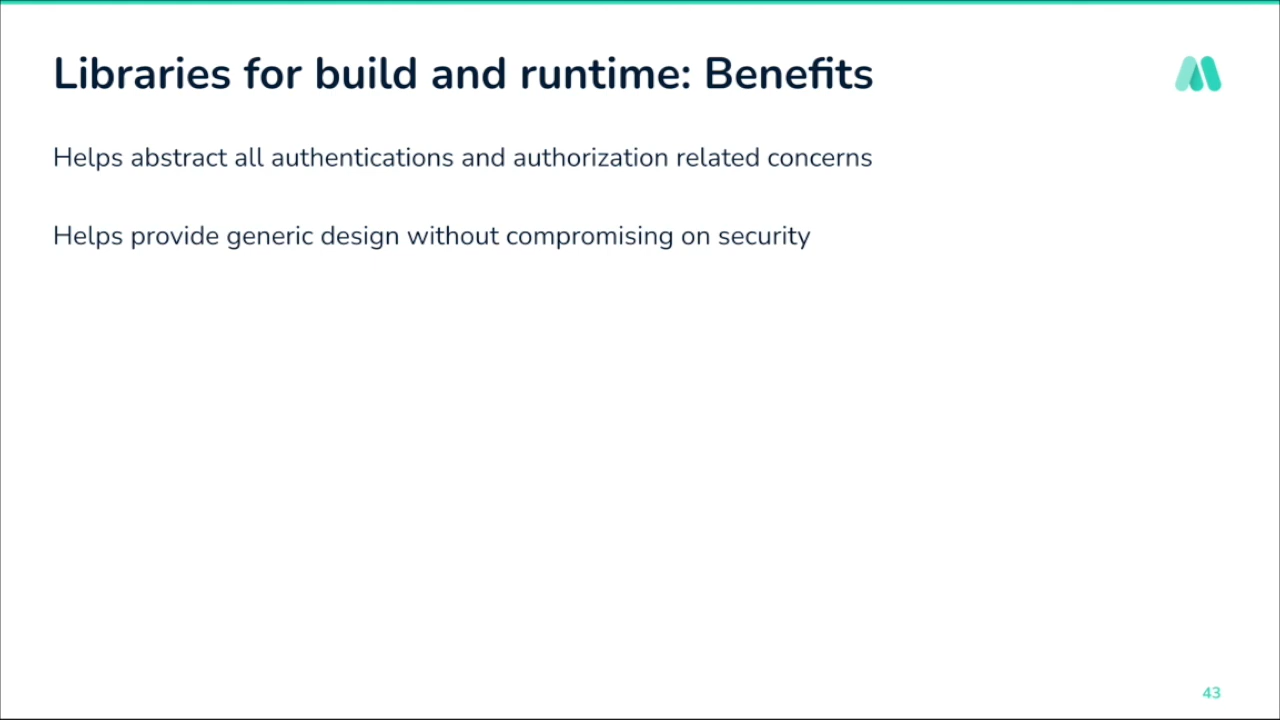 Libraries for build and runtime: Benefits
Helps abstract all authentications and authorization related concerns
Helps provide generic design without compromising on security
43